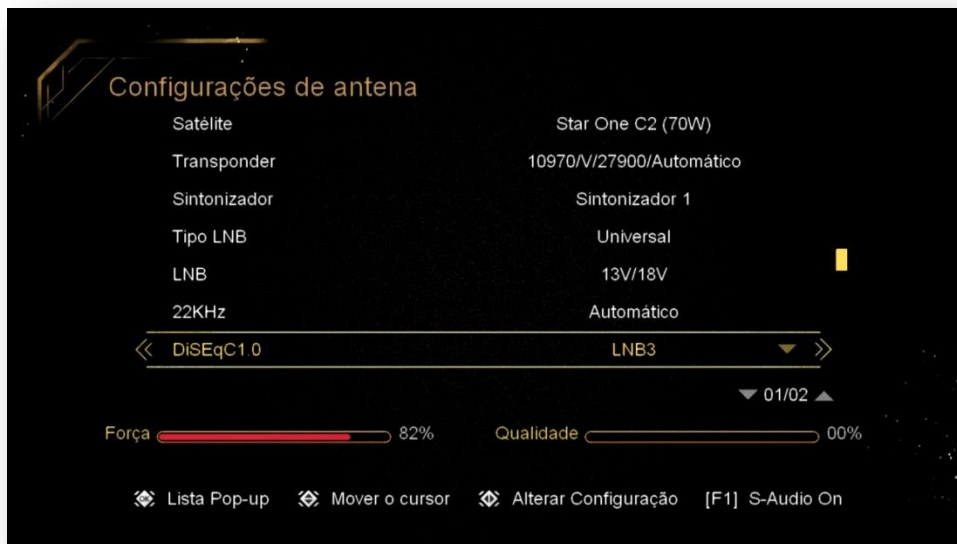 Configurações de antena
Satélite Star One C2 (70W)
Transponder 10970/V/27900/Automático
Sintonizador Sintonizador 1
Tipo LNB Universal
LNB 13V/18V
22KHz Automático
DiSEqC1.0 LNB3
01/02
Força 82% Qualidade 00%
OK Lista Pop-up Mover o cursor Alterar Configuração [F1] S-Audio On